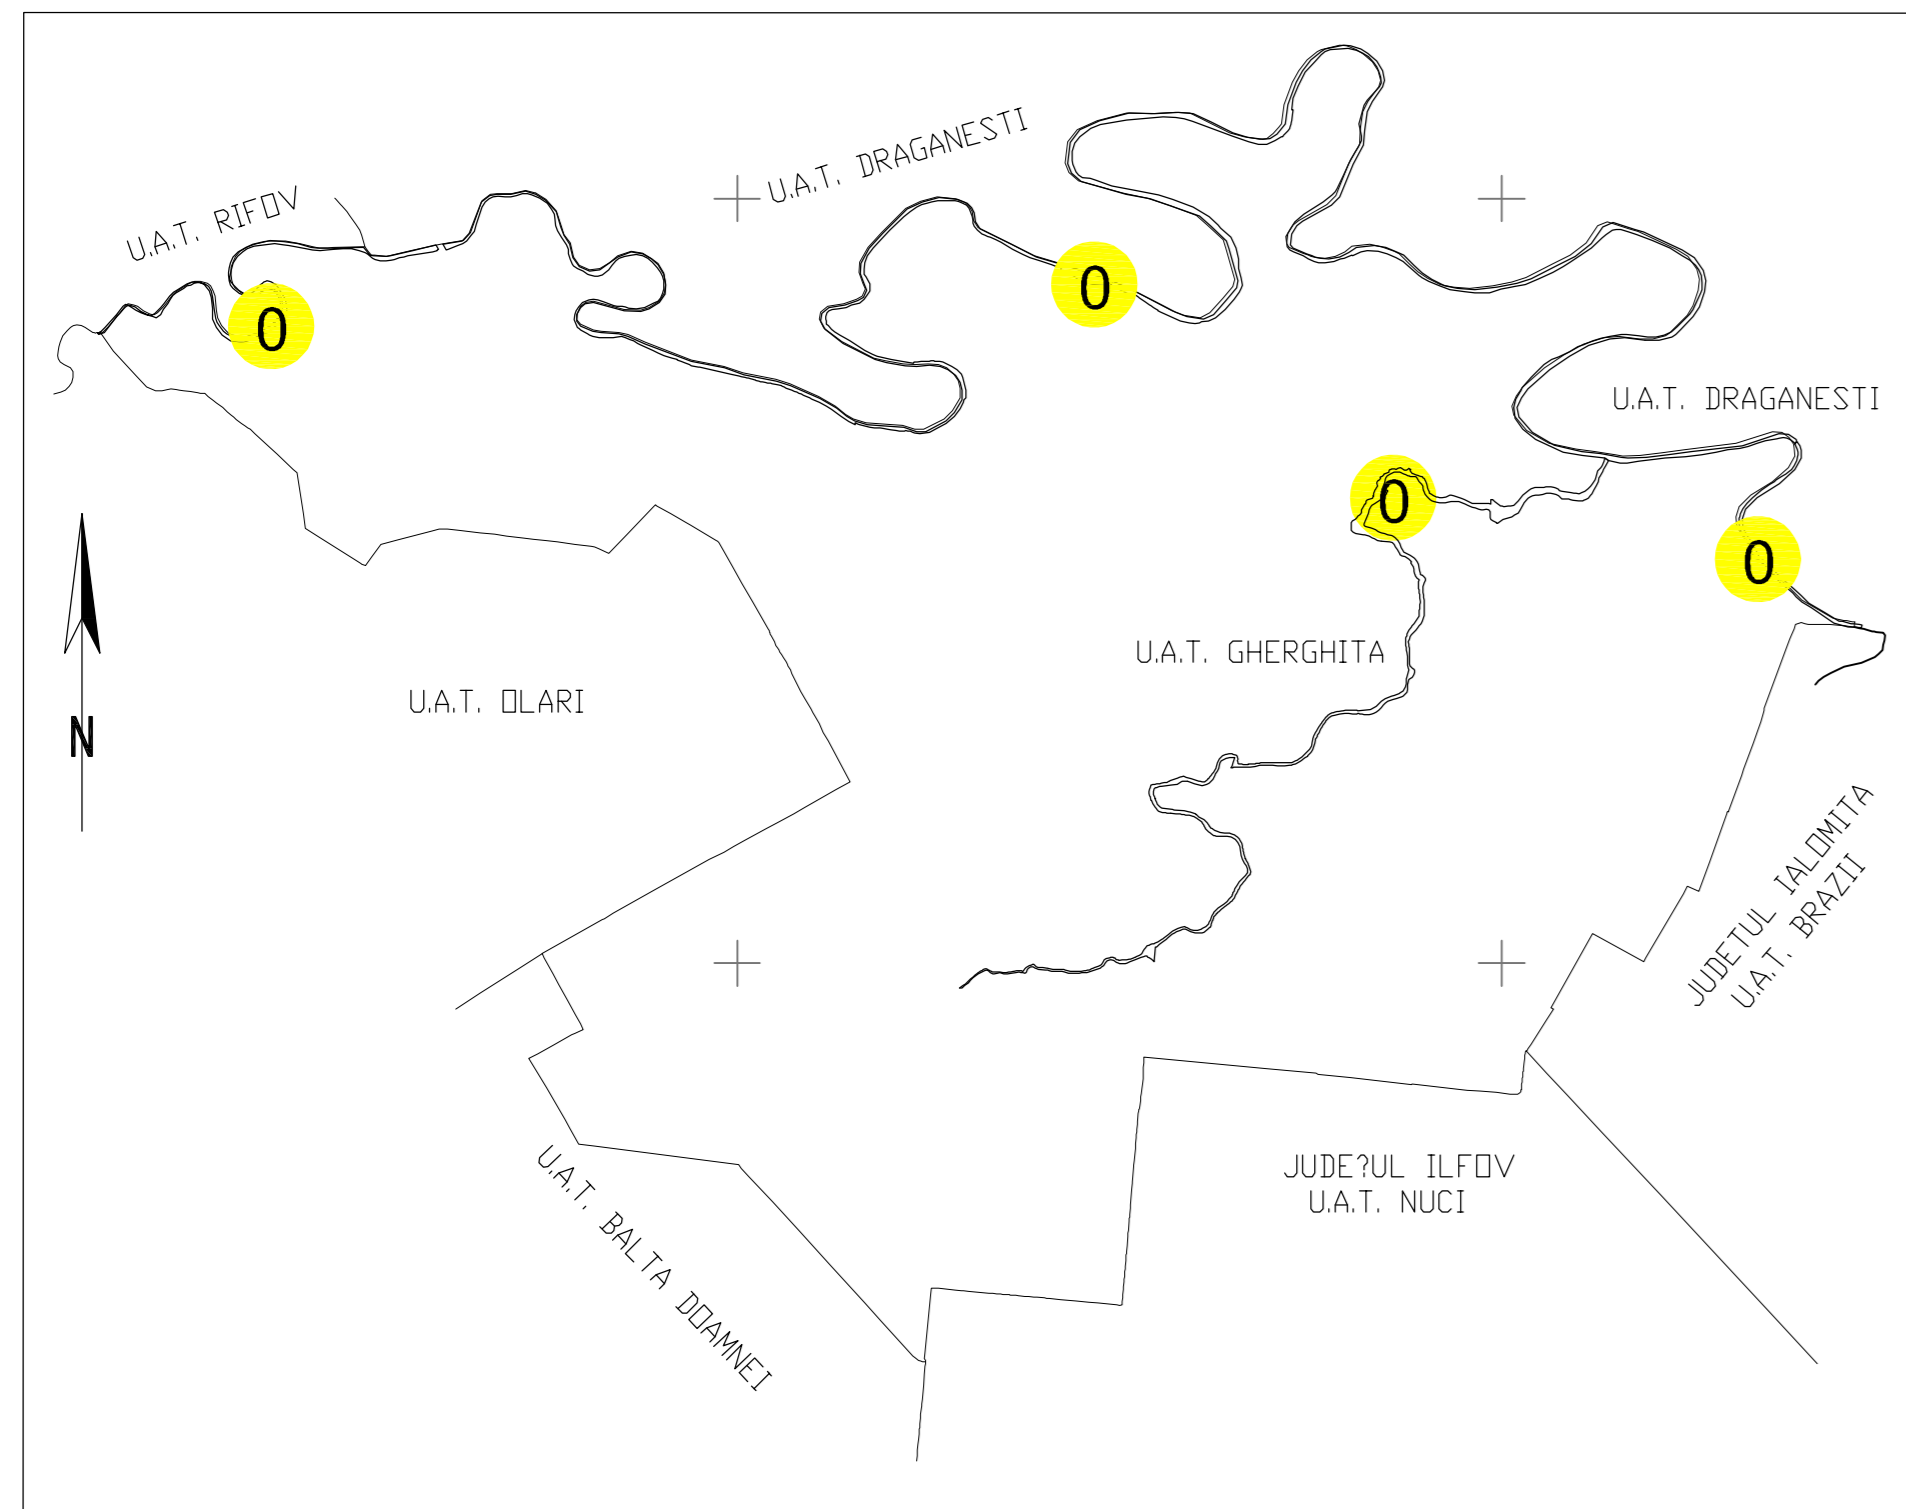 U.A.T. DRAGANESTI
U.A.T. RIFOV
0
0
U.A.T. DRAGANESTI
0
0
U.A.T. GHERGHITA
U.A.T. OLARI
N
JUDETUL IALOMITA
U.A.T. BRAZII
JUDE?UL ILFOV
U.A.T. NUCI
U.A.T. BALTA DOAMNEI